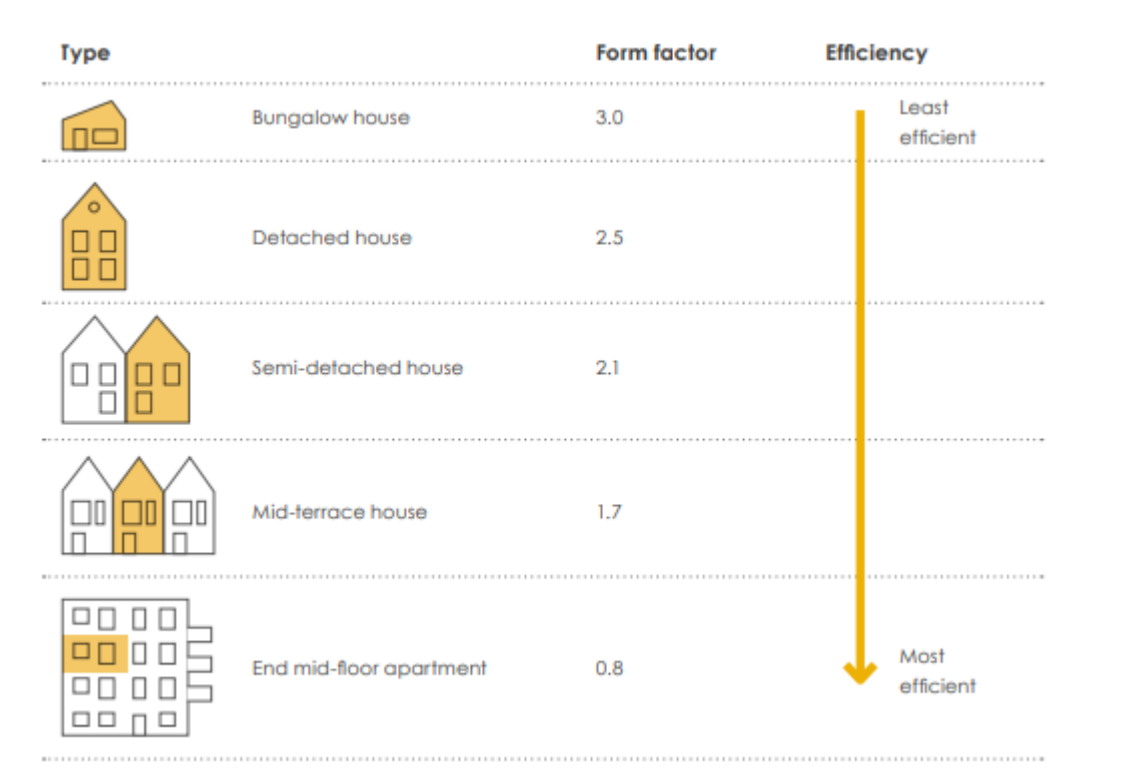 Type Form factor Efficiency
Bungalow house 3.0 Least
efficient
Detached house 2.5
Semi-detached house 2.1
Mid-terrace house 1.7
End mid-floor apartment 0.8 Most
efficient